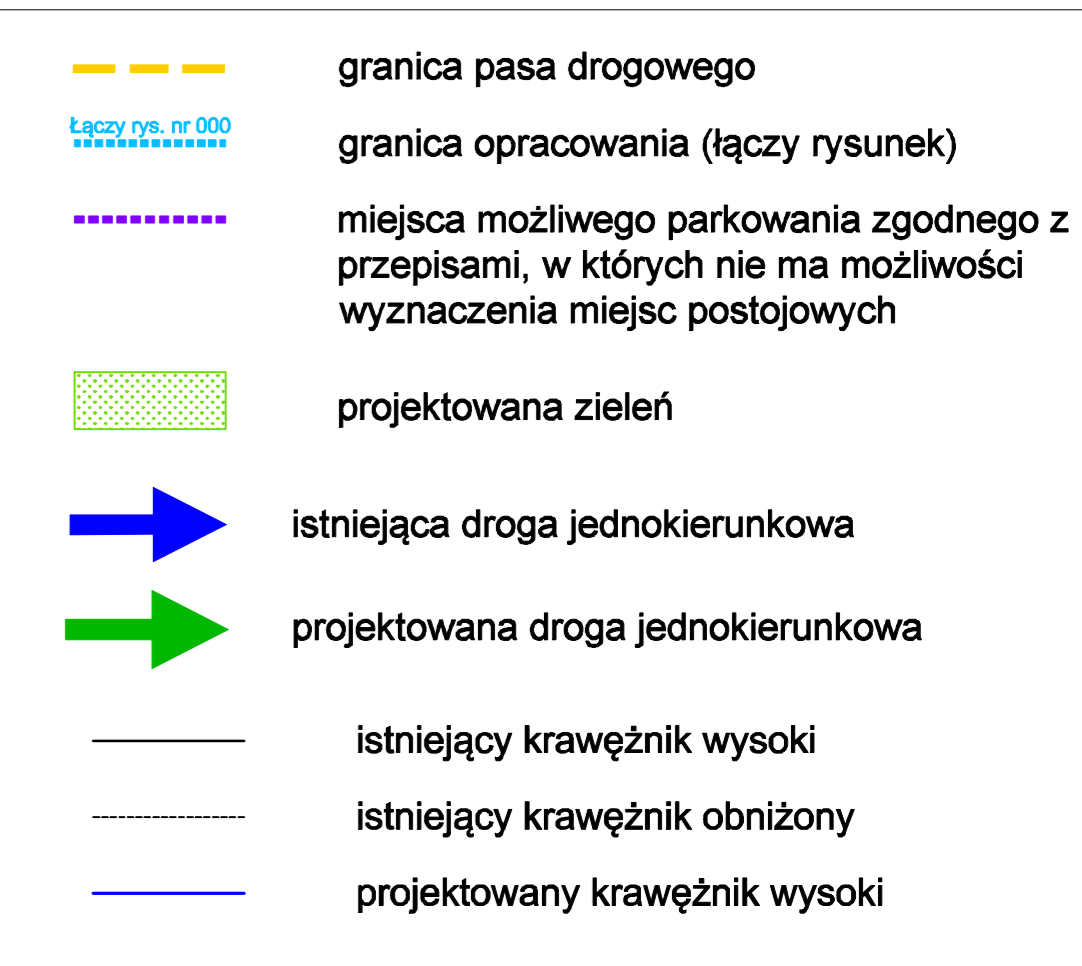 granica pasa drogowego
Łączy rys. nr 000
granica opracowania (łączy rysunek)
miejsca możliwego parkowania zgodnego z
przepisami, w których nie ma możliwości
wyznaczenia miejsc postojowych
projektowana zieleń
istniejąca droga jednokierunkowa
projektowana droga jednokierunkowa
istniejący krawężnik wysoki
istniejący krawężnik obniżony
projektowany krawężnik wysoki